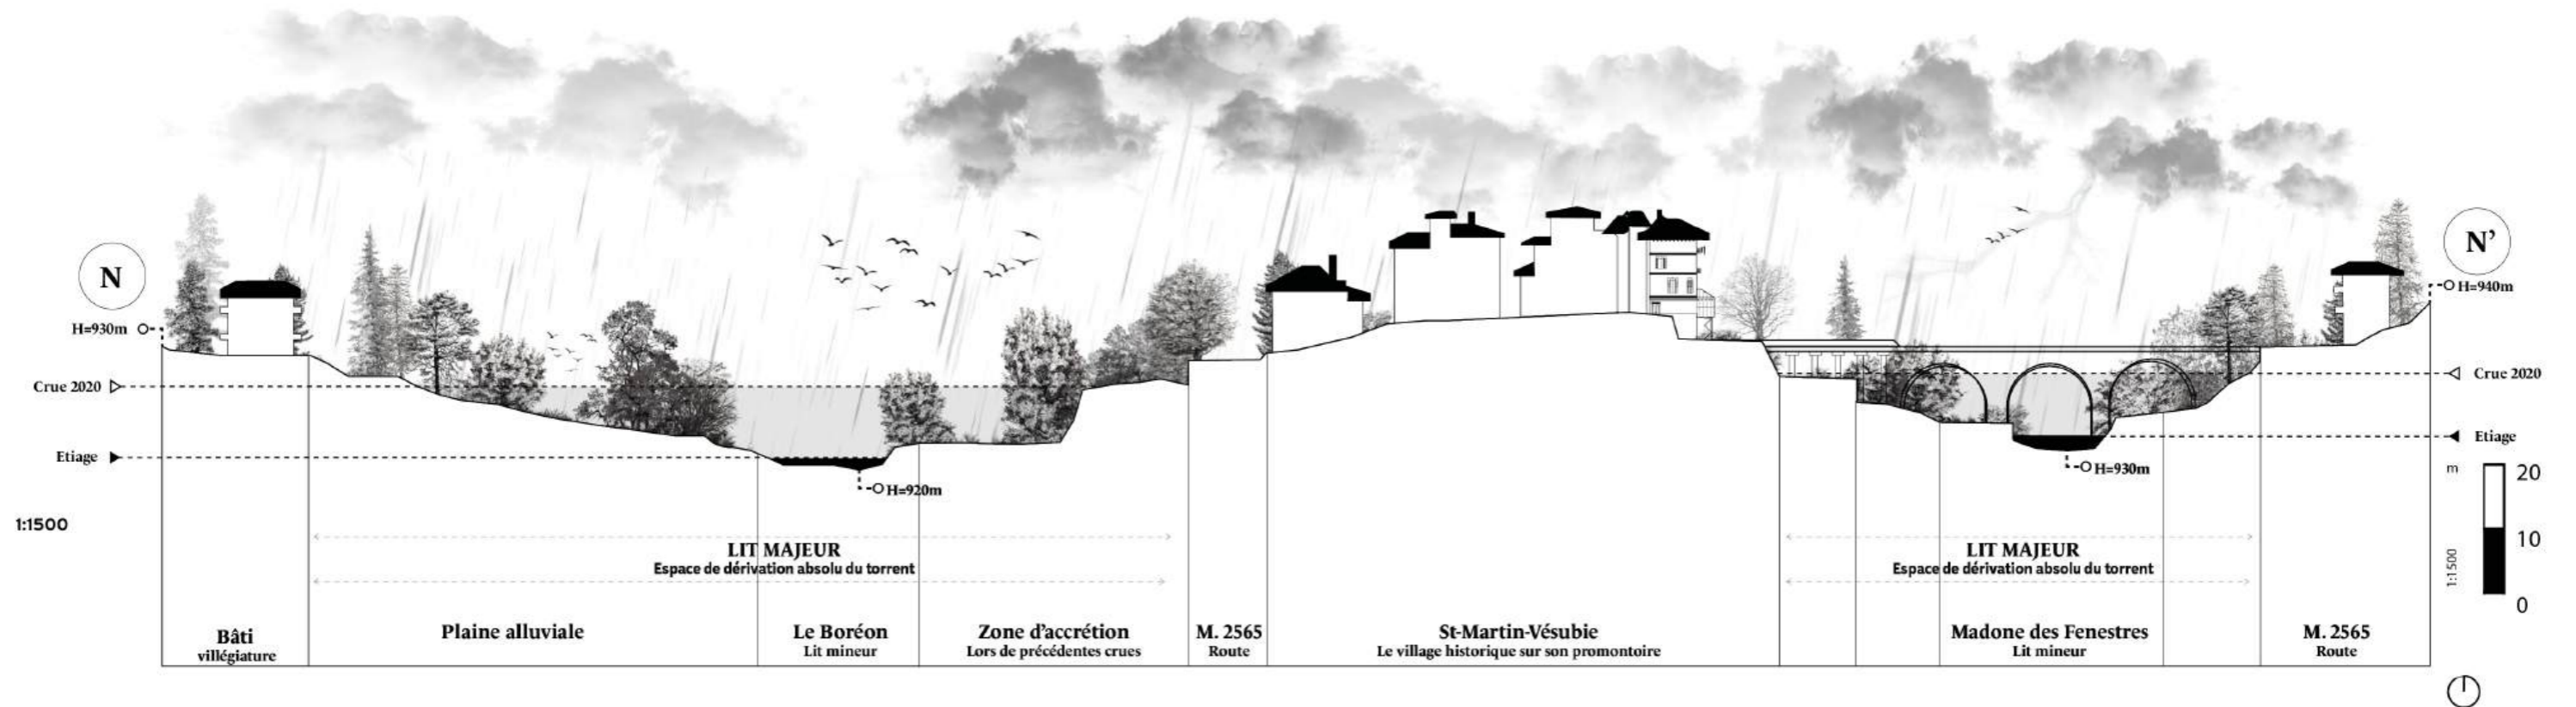 N
N’
H=930m
H=940m
Crue 2020
Crue 2020
Etiage
Etiage
H=920m
H=930m
m
20
10
0
1:1500
1:1500
LIT MAJEUR
Espace de dérivation absolu du torrent
LIT MAJEUR
Espace de dérivation absolu du torrent
Bâti
villégiature
Plaine alluviale
Le Boréon
Lit mineur
Zone d’accrétion
Lors de précédentes crues
M. 2565
Route
St-Martin-Vésubie
Le village historique sur son promontoire
Madone des Fenestres
Lit mineur
M. 2565
Route